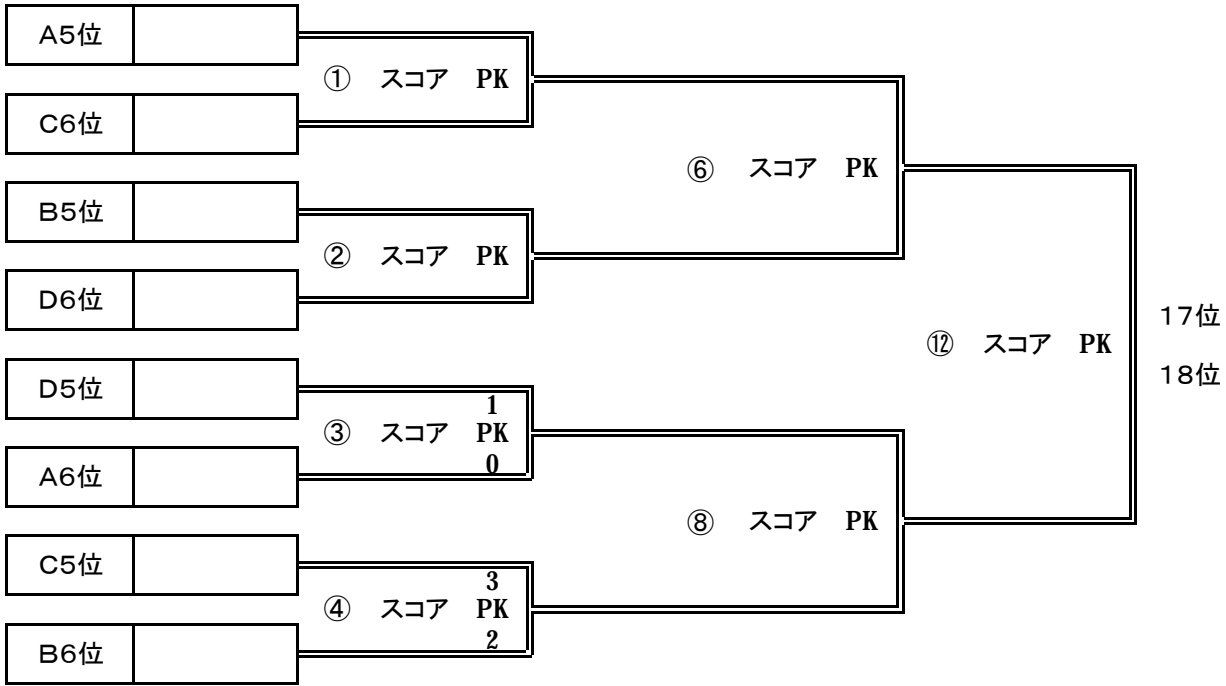 A5位
① スコア PK
C6位
⑥ スコア PK
B5位
② スコア PK
D6位
17位
⑫ スコア PK
18位
D5位
1
③ スコア PK
0
A6位
⑧ スコア PK
C5位
3
④ スコア PK
2
B6位